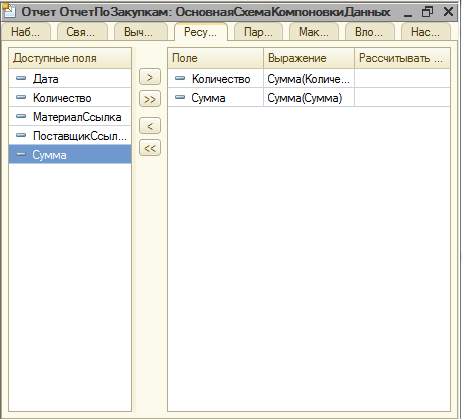 Отчет ОтчетПоЗакупкам: ОсновнаяСхемаКомпоновкиДанных
Наб... Свя... Выч... Ресу... Пар... Мак... Вло... Нас...
Доступные поля
Дата
Количество
МатериалСсылка
ПоставщикСсыл...
Сумма
>
>>
<
<<
Поле Выражение Рассчитывать ...
Количество Сумма(Количе...
Сумма Сумма(Сумма)